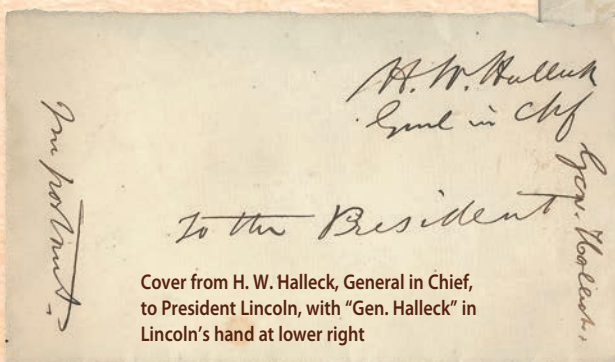 H. W. Halleck
Genl in Chf
To the President
Important.
Gen. Halleck.
Cover from H. W. Halleck, General in Chief,
to President Lincoln, with “Gen. Halleck” in
Lincoln’s hand at lower right